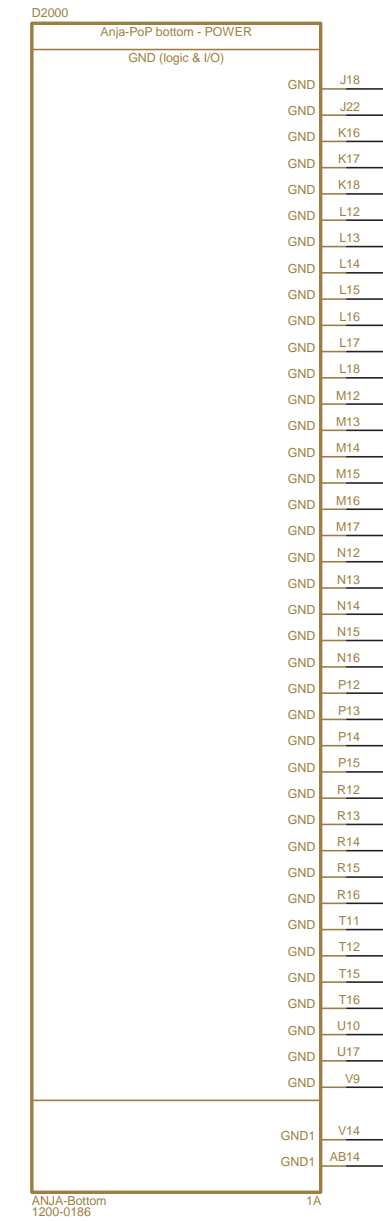 D2000
Anja-PoP bottom - POWER
GND (logic & I/O)
GND J18
GND J22
GND K16
GND K17
GND K18
GND L12
GND L13
GND L14
GND L15
GND L16
GND L17
GND L18
GND M12
GND M13
GND M14
GND M15
GND M16
GND M17
GND N12
GND N13
GND N14
GND N15
GND N16
GND P12
GND P13
GND P14
GND P15
GND R12
GND R13
GND R14
GND R15
GND R16
GND T11
GND T12
GND T15
GND T16
GND U10
GND U17
GND V9
GND1 V14
GND1 AB14
ANJA-Bottom 1A
1200-0186